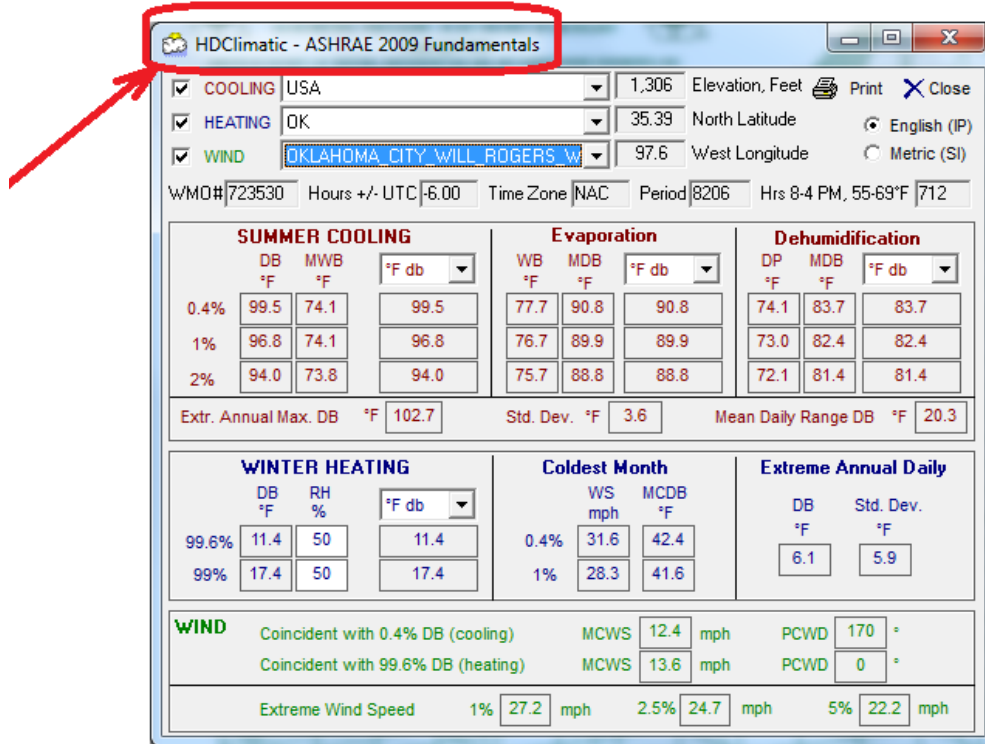 HDClimatic - ASHRAE 2009 Fundamentals
COOLING USA 1,306 Elevation, Feet Print Close
HEATING OK 35.39 North Latitude English (IP)
WIND OKLAHOMA_CITY_WILL_ROGERS_W 97.6 West Longitude Metric (SI)
WMO# 723530 Hours +/- UTC -6.00 Time Zone NAC Period 8206 Hrs 8-4 PM, 55-69°F 712
SUMMER COOLING Evaporation Dehumidification
DB MWB °F db WB MDB °F db DP MDB °F db
°F °F °F °F °F °F
0.4% 99.5 74.1 99.5 77.7 90.8 90.8 74.1 83.7 83.7
1% 96.8 74.1 96.8 76.7 89.9 89.9 73.0 82.4 82.4
2% 94.0 73.8 94.0 75.7 88.8 88.8 72.1 81.4 81.4
Extr. Annual Max. DB °F 102.7 Std. Dev. °F 3.6 Mean Daily Range DB °F 20.3
WINTER HEATING Coldest Month Extreme Annual Daily
DB RH °F db WS MCDB DB Std. Dev.
°F % mph °F °F °F
99.6% 11.4 50 11.4 0.4% 31.6 42.4 6.1 5.9
99% 17.4 50 17.4 1% 28.3 41.6
WIND Coincident with 0.4% DB (cooling) MCWS 12.4 mph PCWD 170 °
Coincident with 99.6% DB (heating) MCWS 13.6 mph PCWD 0 °
Extreme Wind Speed 1% 27.2 mph 2.5% 24.7 mph 5% 22.2 mph